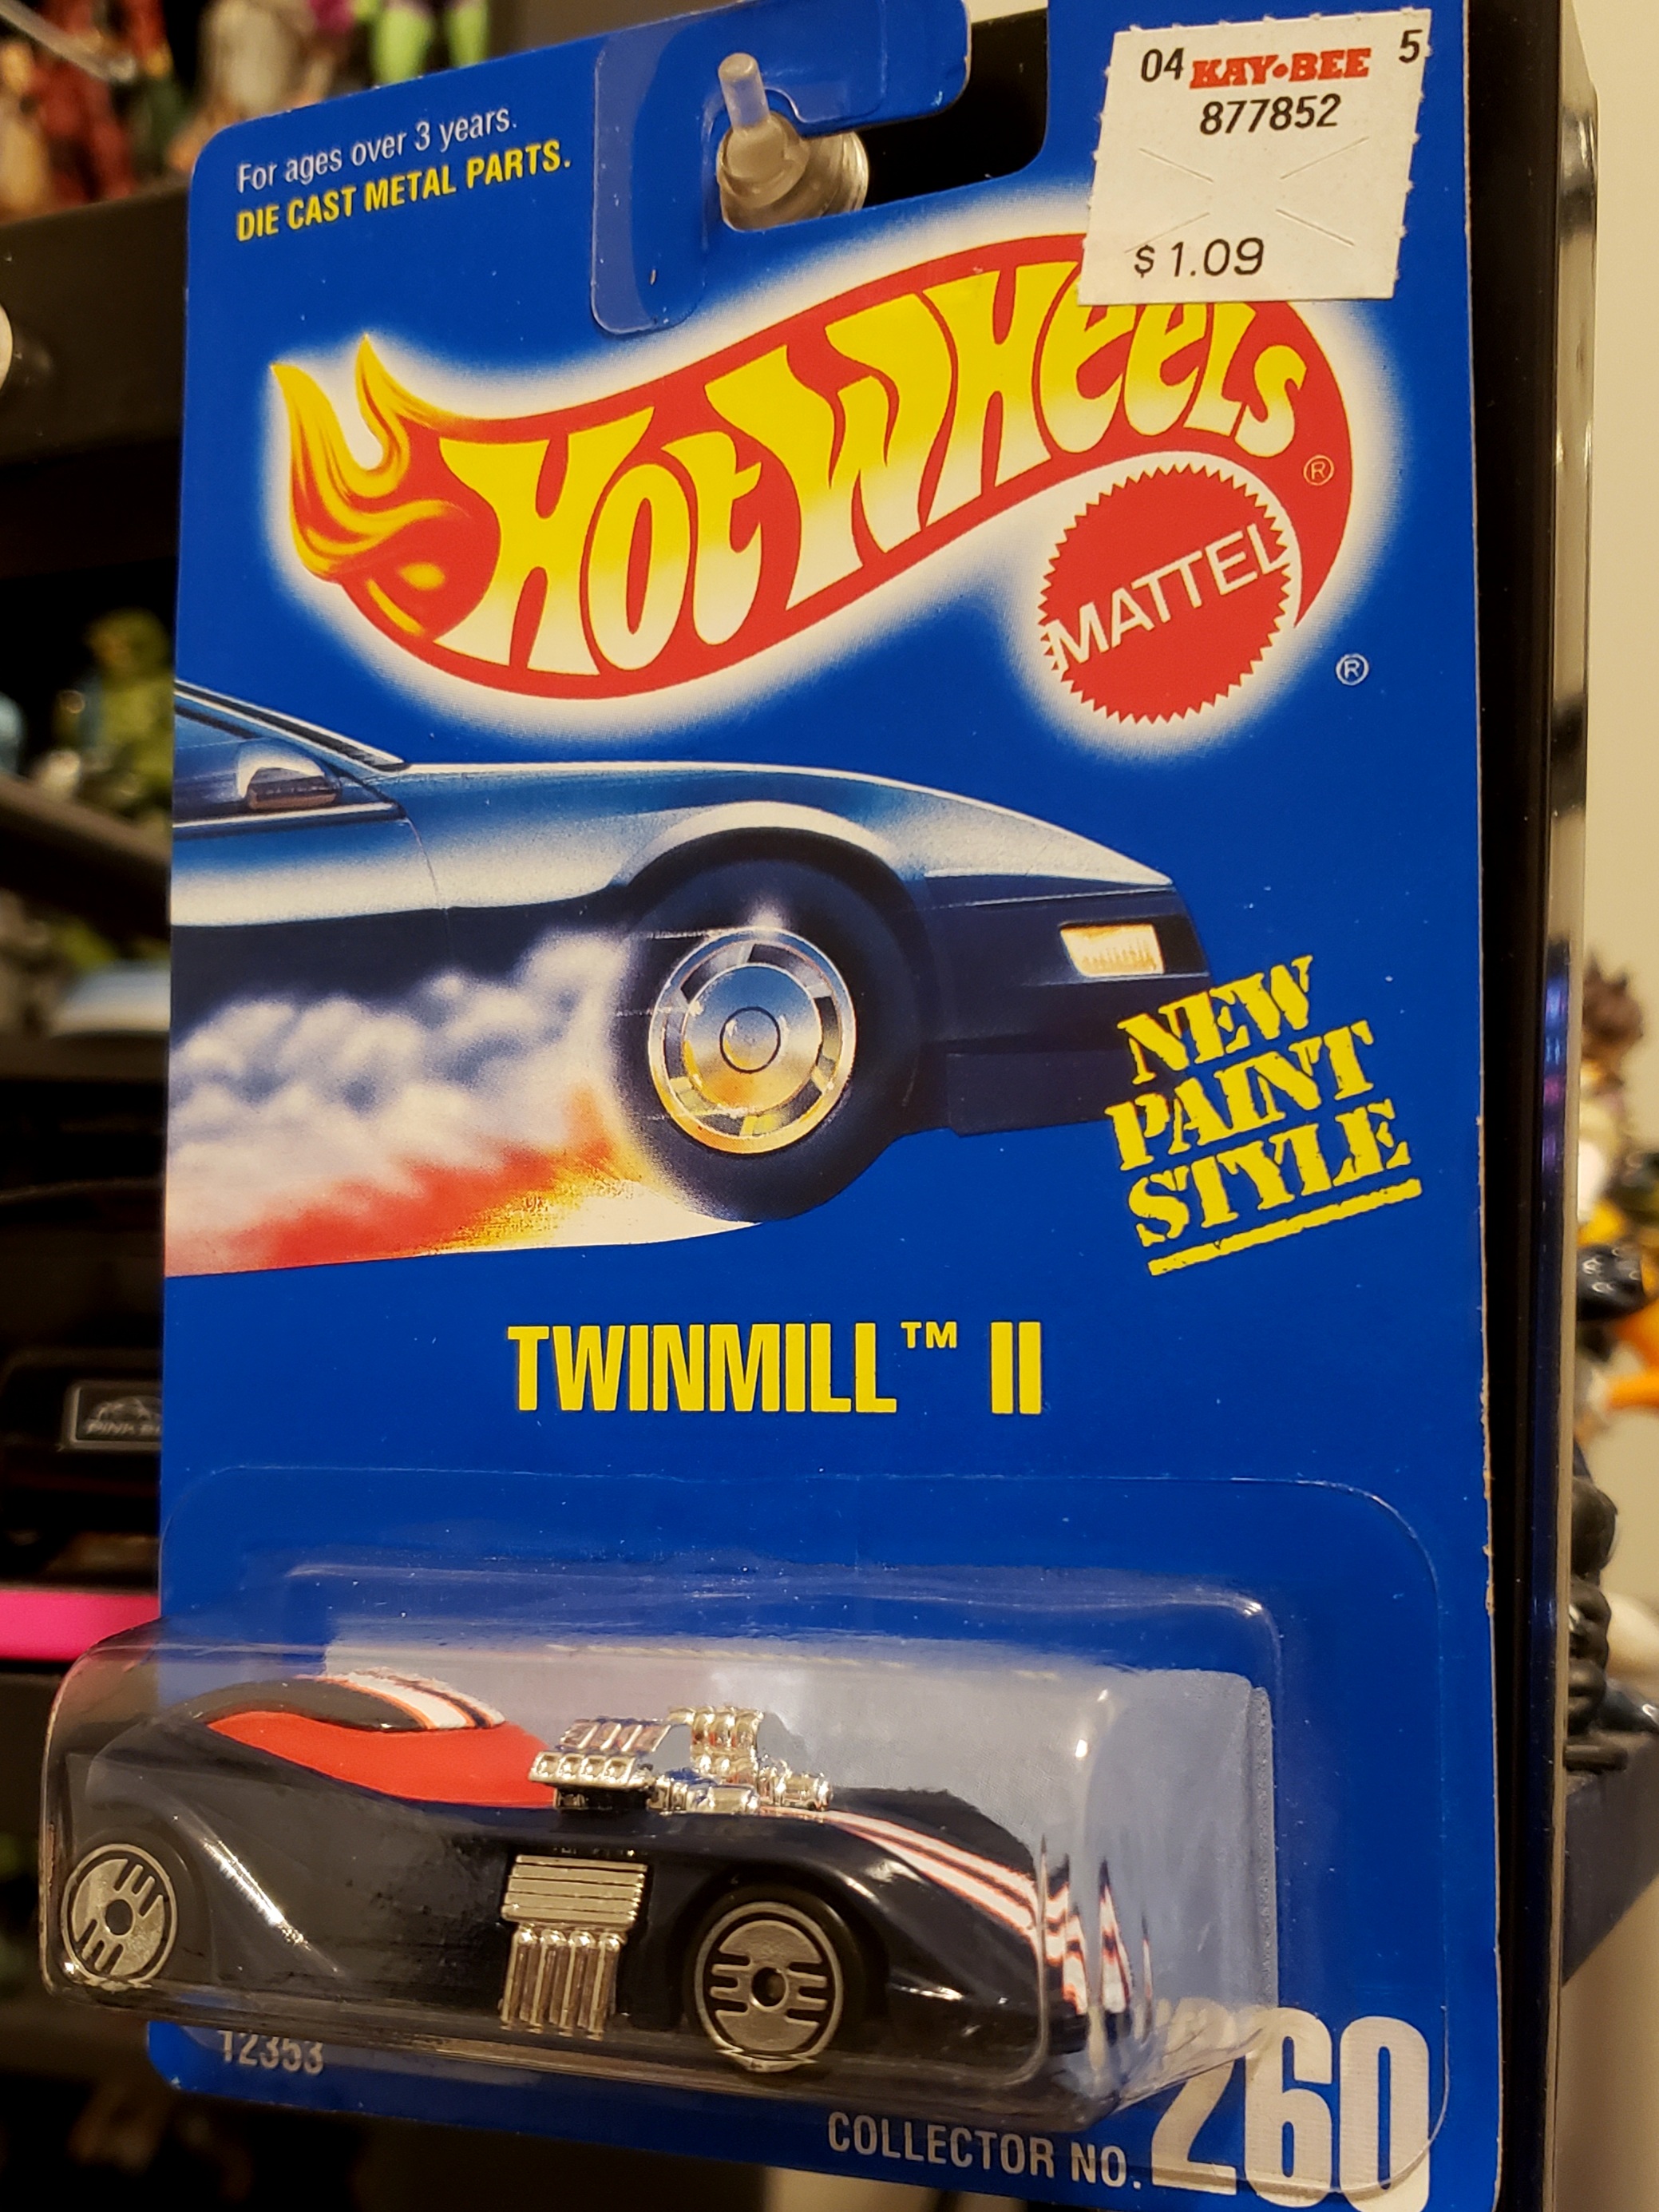 04 KAY•BEE 5
877852
$1.09
For ages over 3 years.
DIE CAST METAL PARTS.
Hot Wheels®
MATTEL
®
NEW
PAINT
STYLE
TWINMILL™ II
12353
COLLECTOR NO. 260